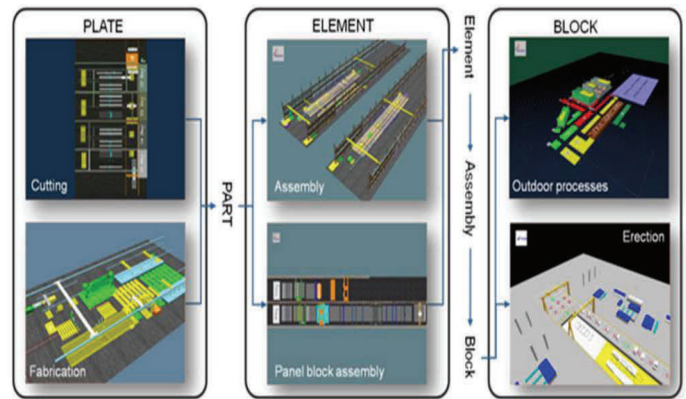 PLATE
Cutting
Fabrication
PART
ELEMENT
Assembly
Panel block assembly
Element
Assembly
Block
BLOCK
Outdoor processes
Erection